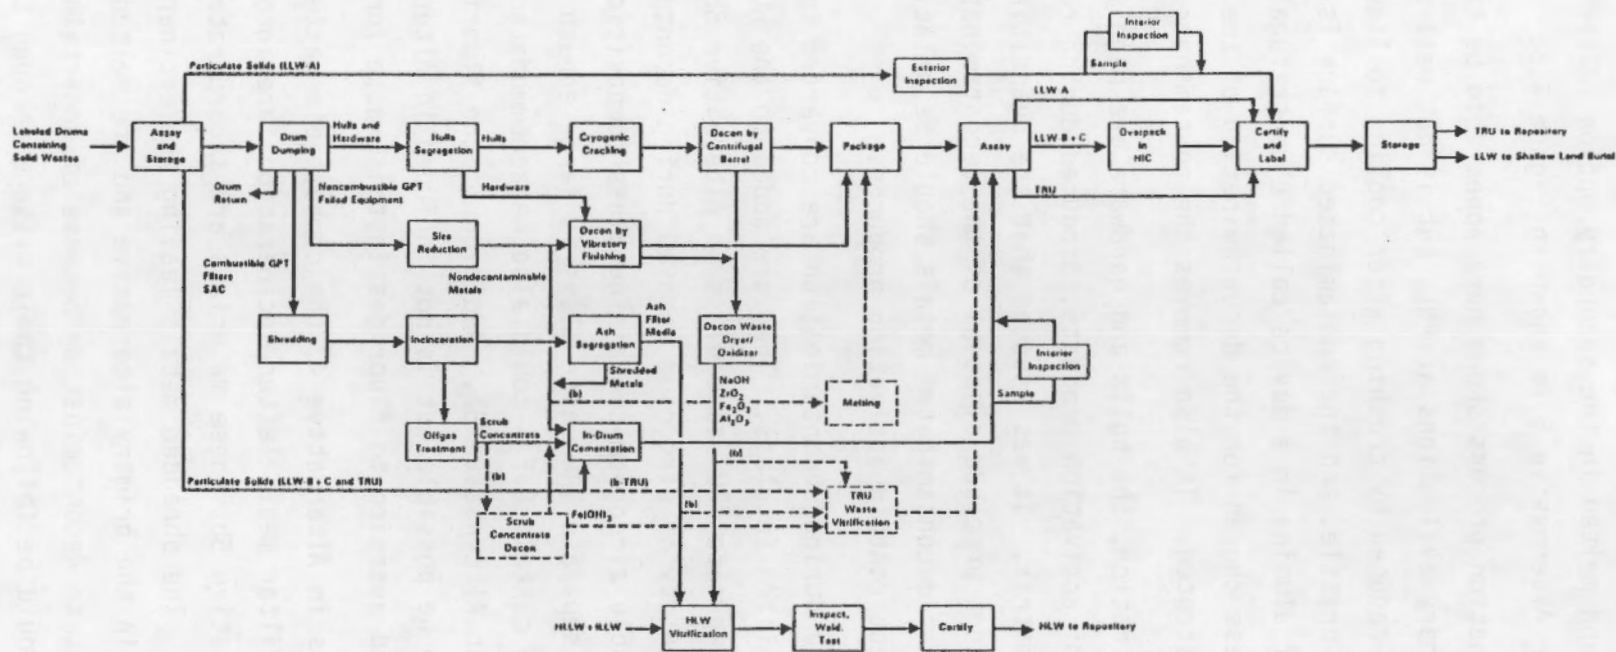 Interior
Inspection
Particulate Solids (LLW-A)
Exterior
Inspection
Sample
LLW A
Labeled Drums
Containing
Solid Wastes
Assay
and
Storage
Drum
Dumping
Hulls and
Hardware
Hulls
Segregation
Hulls
Cryogenic
Cracking
Decon by
Centrifugal
Barrel
Package
Assay
LLW B + C
Overpack
in
HIC
Certify
and
Label
Storage
TRU to Repository
LLW to Shallow Land Burial
Drum
Return
Noncombustible GPT
Failed Equipment
Hardware
TRU
Size
Reduction
Decon by
Vibratory
Finishing
Combustible GPT
Filters
SAC
Nondecontaminable
Metals
Shredding
Incineration
Ash
Segregation
Ash
Filter
Media
Decon Waste
Dryer/
Oxidizer
Interior
Inspection
Shredded
Metals
(b)
NaOH
ZrO2
Fe2O3
Al2O3
Melting
Sample
Offgas
Treatment
Scrub
Concentrate
In-Drum
Cementation
(b)
Particulate Solids (LLW-B + C and TRU)
(b)
(b-TRU)
TRU
Waste
Vitrification
(b)
Scrub
Concentrate
Decon
Fe(OH)3
HLLW + ILLW
HLW
Vitrification
Inspect,
Weld,
Test
Certify
HLW to Repository